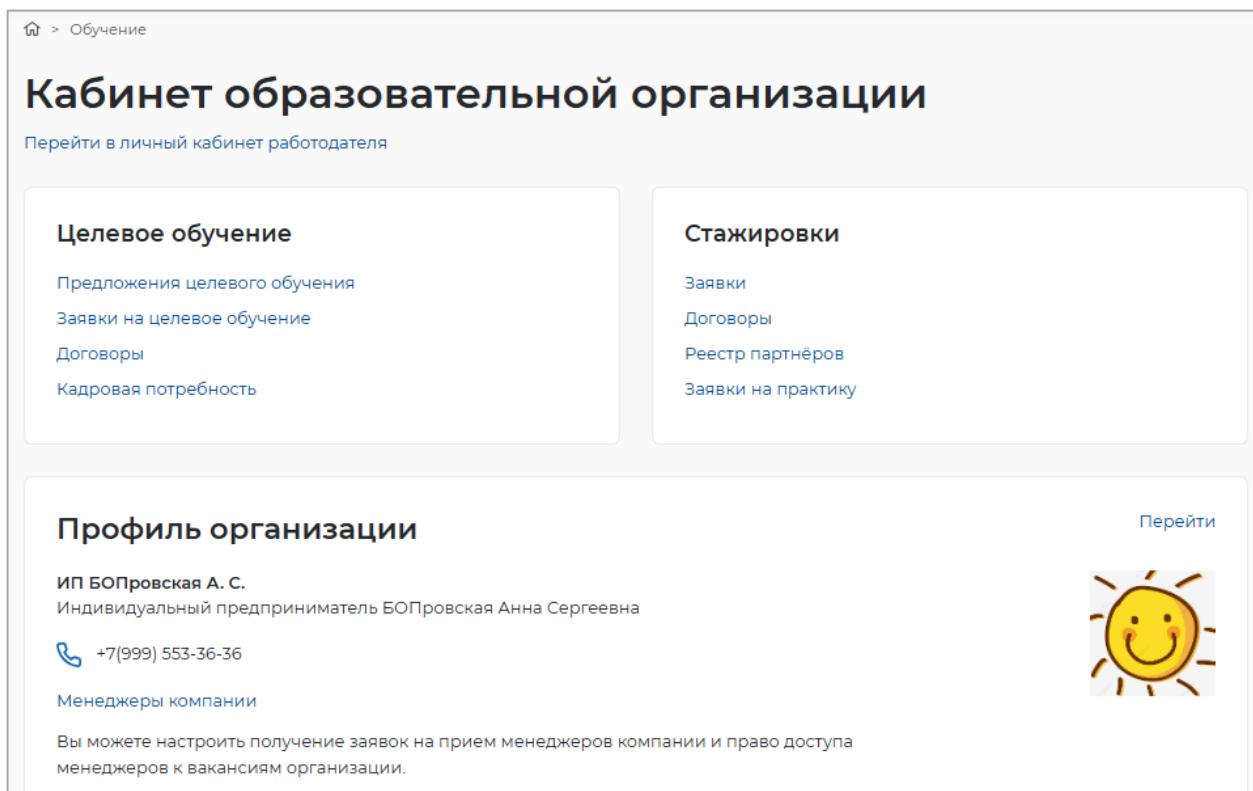 > Обучение
Кабинет образовательной организации
Перейти в личный кабинет работодателя
Целевое обучение
Предложения целевого обучения
Заявки на целевое обучение
Договоры
Кадровая потребность
Стажировки
Заявки
Договоры
Реестр партнёров
Заявки на практику
Профиль организации
Перейти
ИП БОПровская А. С.
Индивидуальный предприниматель БОПровская Анна Сергеевна
+7(999) 553-36-36
Менеджеры компании
Вы можете настроить получение заявок на прием менеджеров компании и право доступа
менеджеров к вакансиям организации.